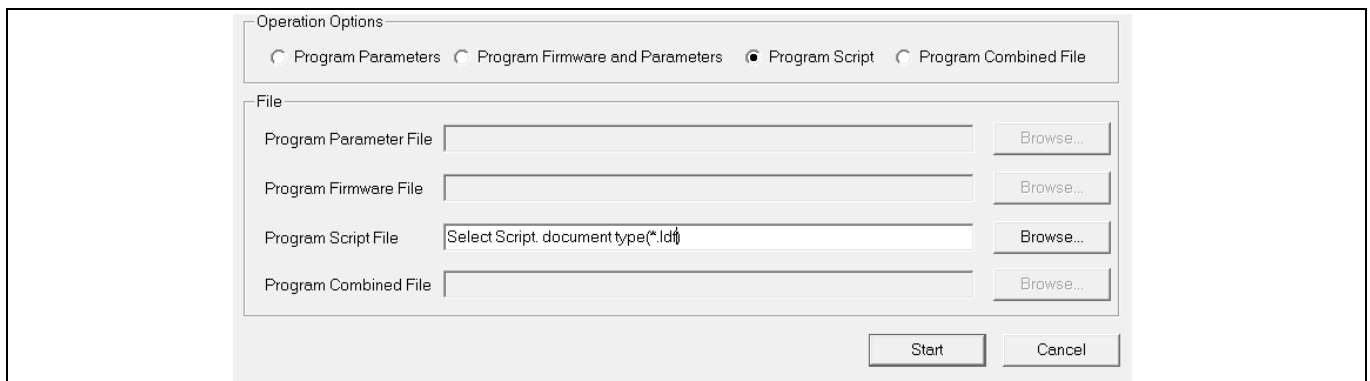 Operation Options
Program Parameters Program Firmware and Parameters Program Script Program Combined File
File
Program Parameter File Browse...
Program Firmware File Browse...
Program Script File Select Script. document type(*.ldf) Browse...
Program Combined File Browse...
Start Cancel